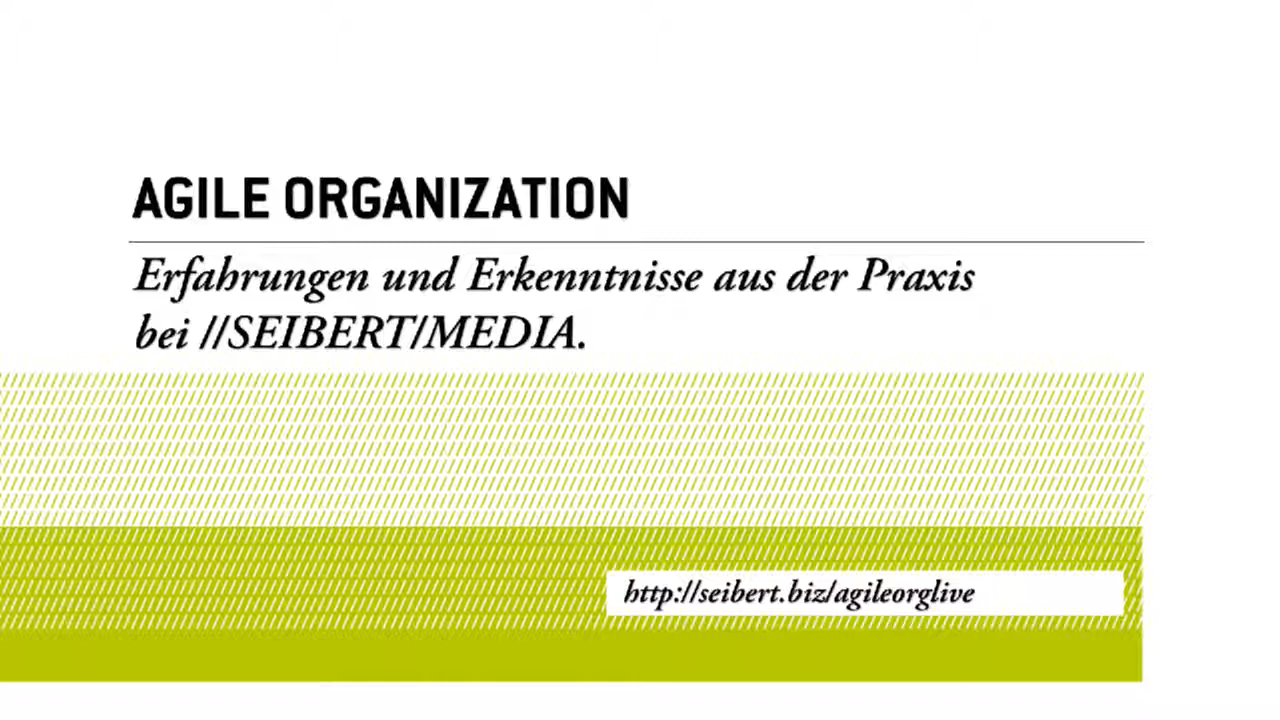 AGILE ORGANIZATION
Erfahrungen und Erkenntnisse aus der Praxis
bei //SEIBERT/MEDIA.
http://seibert.biz/agileorglive